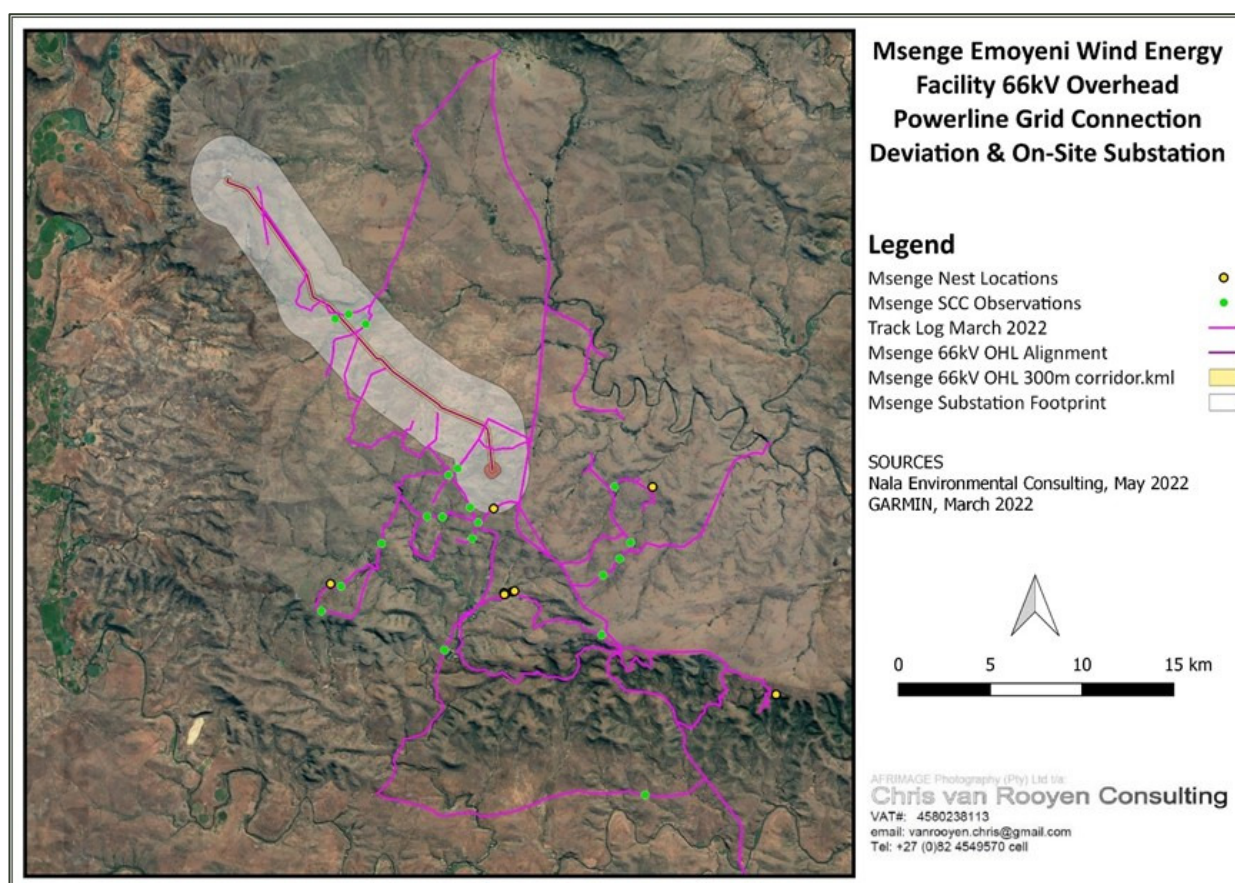 Msenge Emoyeni Wind Energy
Facility 66kV Overhead
Powerline Grid Connection
Deviation & On-Site Substation
Legend
Msenge Nest Locations
Msenge SCC Observations
Track Log March 2022
Msenge 66kV OHL Alignment
Msenge 66kV OHL 300m corridor.kml
Msenge Substation Footprint
SOURCES
Nala Environmental Consulting, May 2022
GARMIN, March 2022
0 5 10 15 km
AFRIMAGE Photography (Pty) Ltd t/a:
Chris van Rooyen Consulting
VAT#: 4580238113
email: vanrooyen.chris@gmail.com
Tel: +27 (0)82 4549570 cell